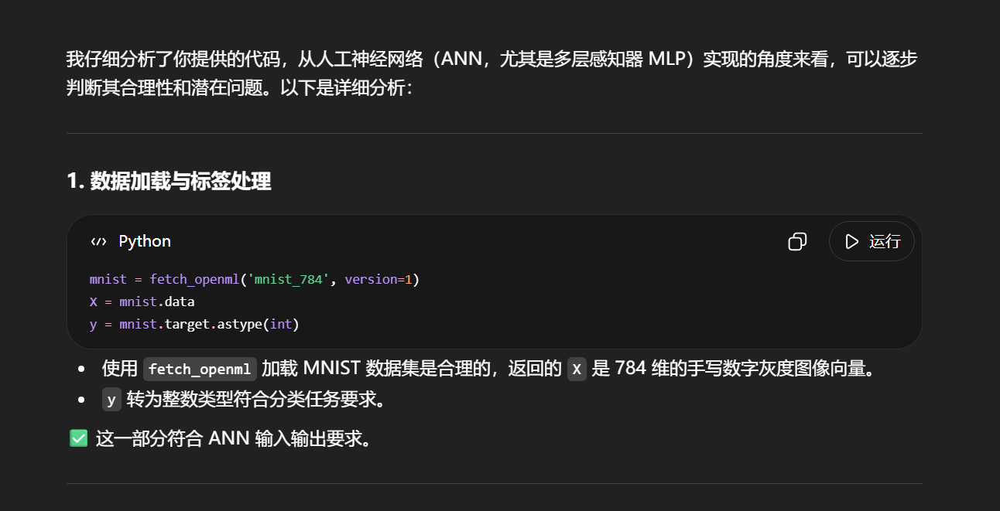 我仔细分析了你提供的代码，从人工神经网络（ANN，尤其是多层感知器 MLP）实现的角度来看，可以逐步
判断其合理性和潜在问题。以下是详细分析：
1. 数据加载与标签处理
Python
运行
mnist = fetch_openml('mnist_784', version=1)
X = mnist.data
y = mnist.target.astype(int)
使用 fetch_openml 加载 MNIST 数据集是合理的，返回的 X 是 784 维的手写数字灰度图像向量。
y 转为整数类型符合分类任务要求。
✅ 这一部分符合 ANN 输入输出要求。